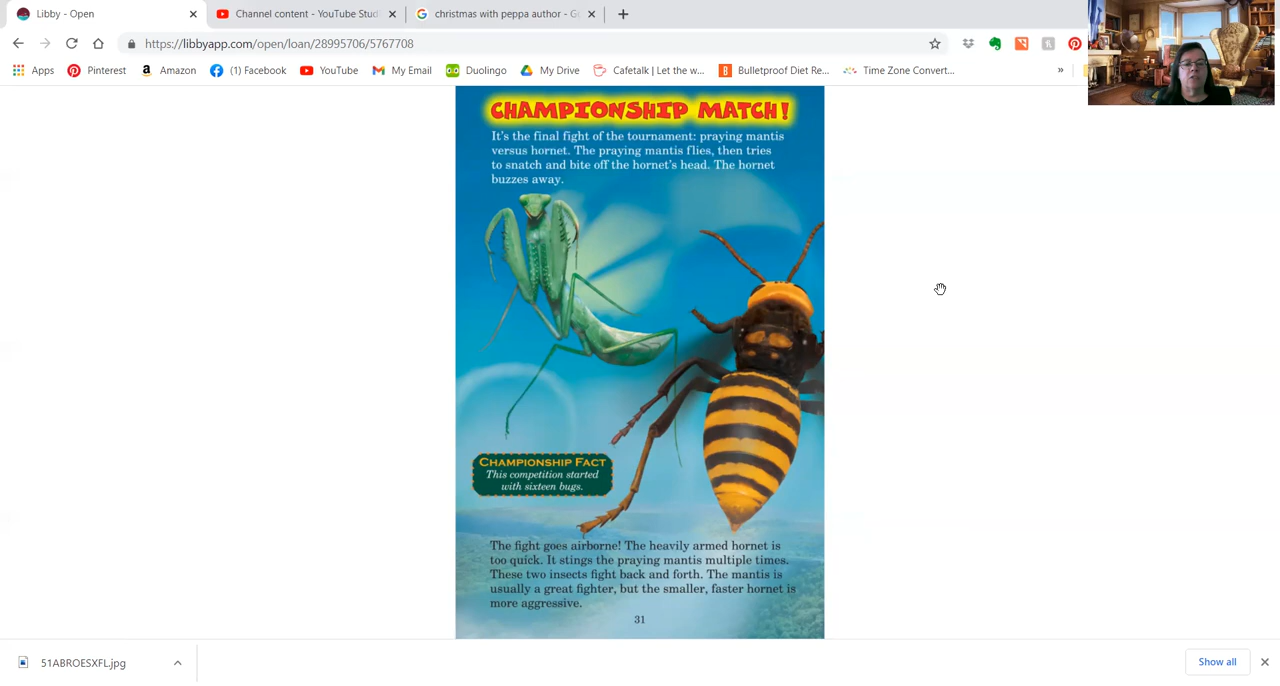 Libby - Open
Channel content - YouTube Stud
christmas with peppa author - Go
https://libbyapp.com/open/loan/28995706/5767708
Apps
Pinterest
Amazon
(1) Facebook
YouTube
My Email
Duolingo
My Drive
Cafetalk | Let the w...
Bulletproof Diet Re...
Time Zone Convert...
»
CHAMPIONSHIP MATCH!
It's the final fight of the tournament: praying mantis
versus hornet. The praying mantis flies, then tries
to snatch and bite off the hornet's head. The hornet
buzzes away.
CHAMPIONSHIP FACT
This competition started
with sixteen bugs.
The fight goes airborne! The heavily armed hornet is
too quick. It stings the praying mantis multiple times.
These two insects fight back and forth. The mantis is
usually a great fighter, but the smaller, faster hornet is
more aggressive.
31
51ABROESXFL.jpg
Show all